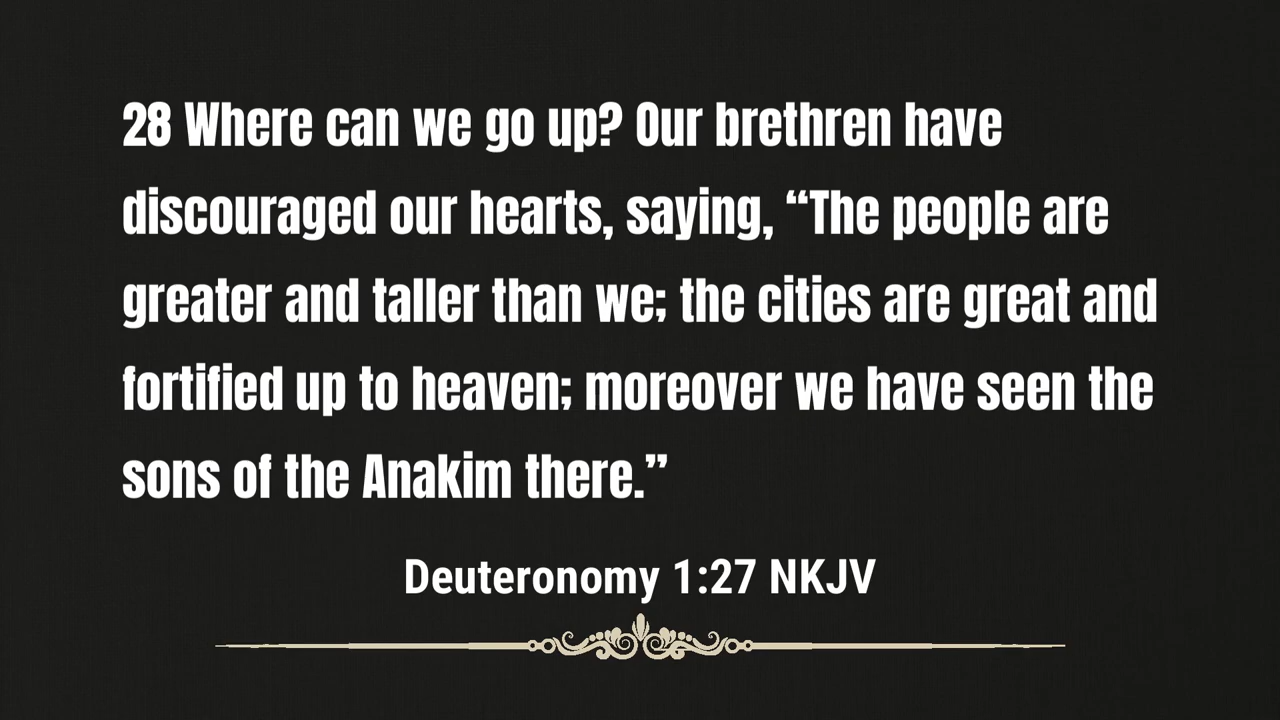 28 Where can we go up? Our brethren have
discouraged our hearts, saying, “The people are
greater and taller than we; the cities are great and
fortified up to heaven; moreover we have seen the
sons of the Anakim there.”
Deuteronomy 1:27 NKJV